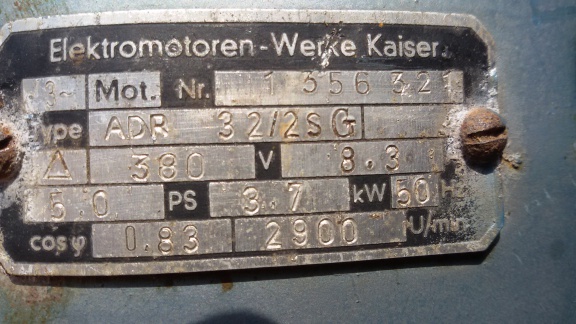 Elektromotoren-Werke Kaiser
3~ Mot. Nr. 1 356 321
Type ADR 32/2SG
△ 380 V 8.3
5.0 PS 3.7 kW 50 H
cos φ 0.83 2900 U/min